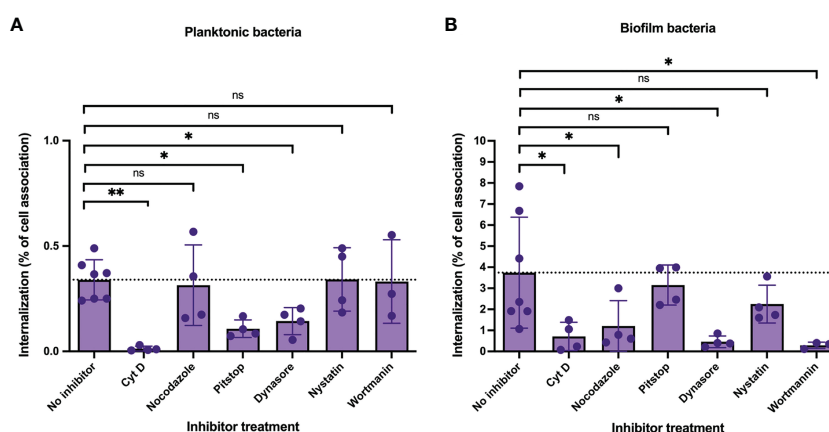 A
Planktonic bacteria
ns
ns
*
*
ns
**
1.0
0.5
0.0
Internalization (% of cell association)
No inhibitor
Cyt D
Nocodazole
Pitstop
Dynasore
Nystatin
Wortmanin
Inhibitor treatment
B
Biofilm bacteria
*
ns
*
ns
*
*
10
9
8
7
6
5
4
3
2
1
0
Internalization (% of cell association)
No inhibitor
Cyt D
Nocodazole
Pitstop
Dynasore
Nystatin
Wortmannin
Inhibitor treatment